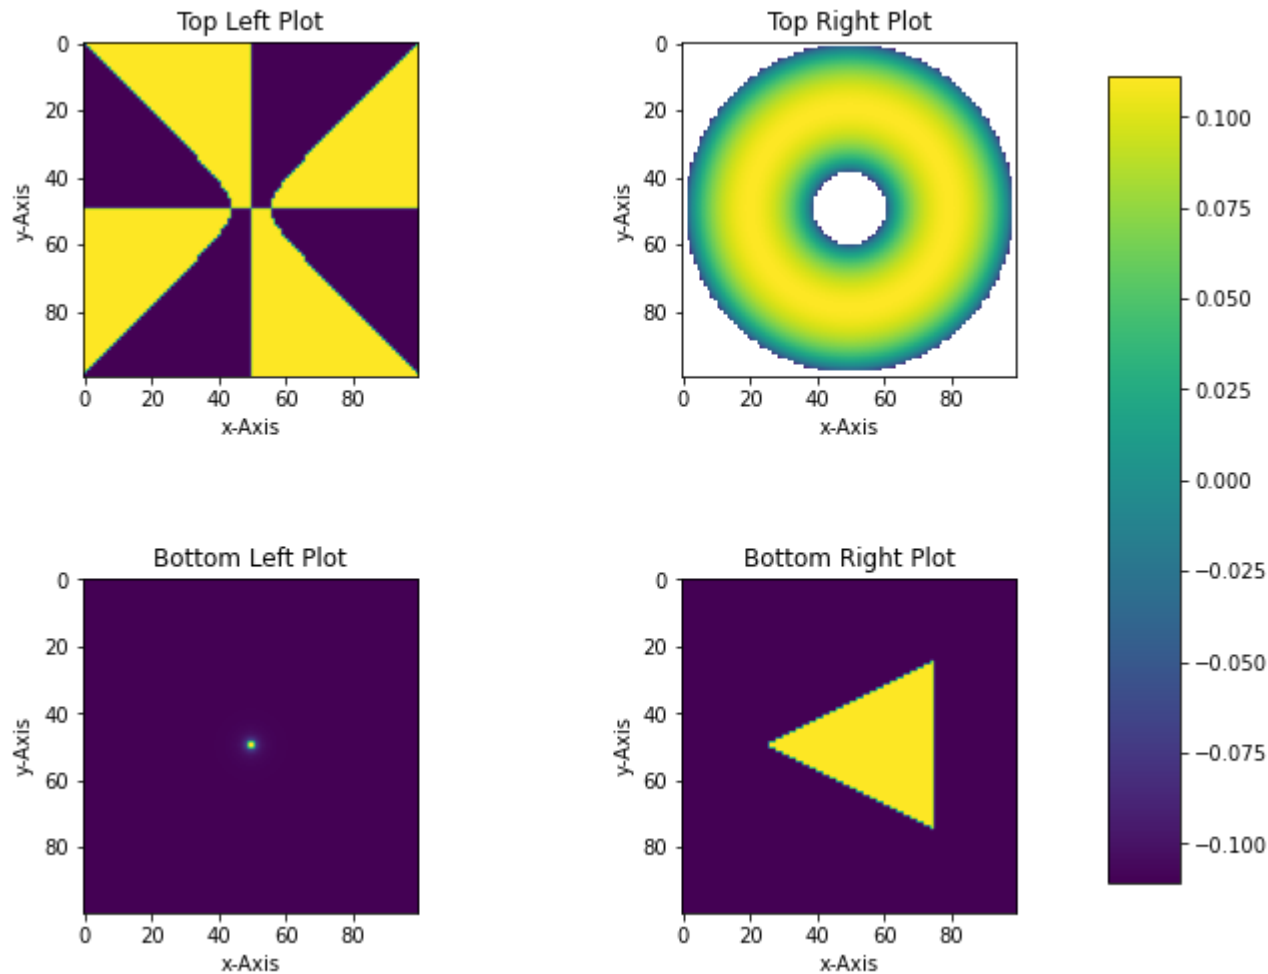 Top Left Plot
0
20
40
60
80
y-Axis
0 20 40 60 80
x-Axis
Top Right Plot
0
20
40
60
80
y-Axis
0 20 40 60 80
x-Axis
Bottom Left Plot
0
20
40
60
80
y-Axis
0 20 40 60 80
x-Axis
Bottom Right Plot
0
20
40
60
80
y-Axis
0 20 40 60 80
x-Axis
0.100
0.075
0.050
0.025
0.000
−0.025
−0.050
−0.075
−0.100